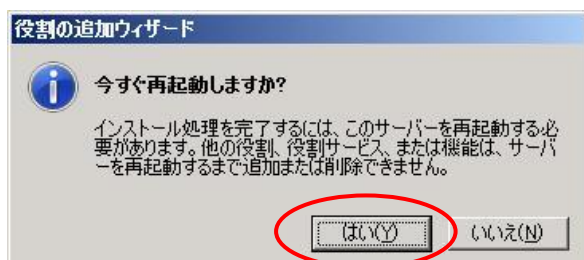 役割の追加ウィザード
今すぐ再起動しますか?
インストール処理を完了するには、このサーバーを再起動する必
要があります。他の役割、役割サービス、または機能は、サーバ
ーを再起動するまで追加または削除できません。
はい(Y) いいえ(N)